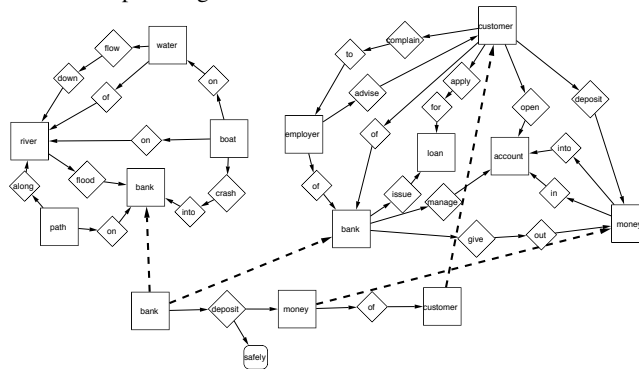 water
flow
down
of
on
river
on
boat
along
flood
bank
crash
into
path
on
customer
complain
to
advise
apply
open
deposit
employer
of
for
loan
account
into
of
issue
manage
in
bank
give
out
money
bank
deposit
money
of
customer
safely